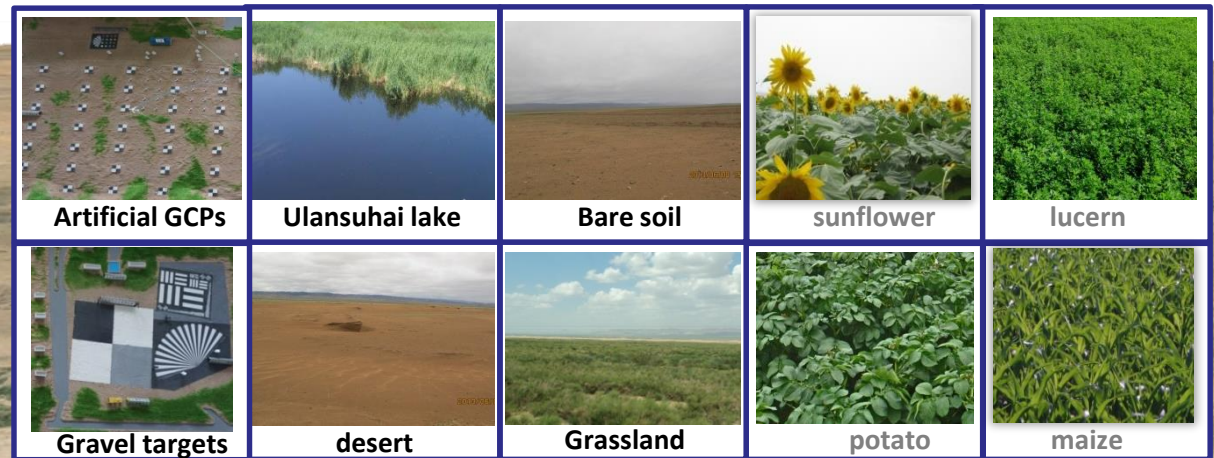 Artificial GCPs
Ulansuhai lake
Bare soil
sunflower
lucern
Gravel targets
desert
Grassland
potato
maize